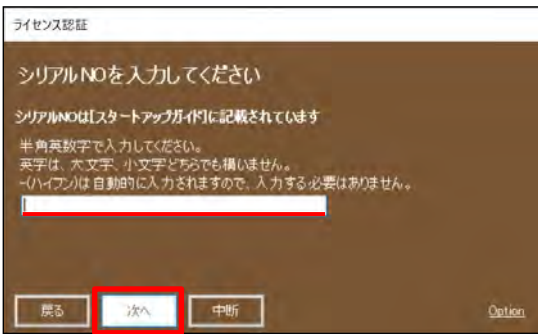 ライセンス認証
シリアルNOを入力してください
シリアルNOは[スタートアップガイド]に記載されています
半角英数字で入力してください。
英字は、大文字、小文字どちらでも構いません。
-(ハイフン)は自動的に入力されますので、入力する必要はありません。
戻る 次へ 中断 Option